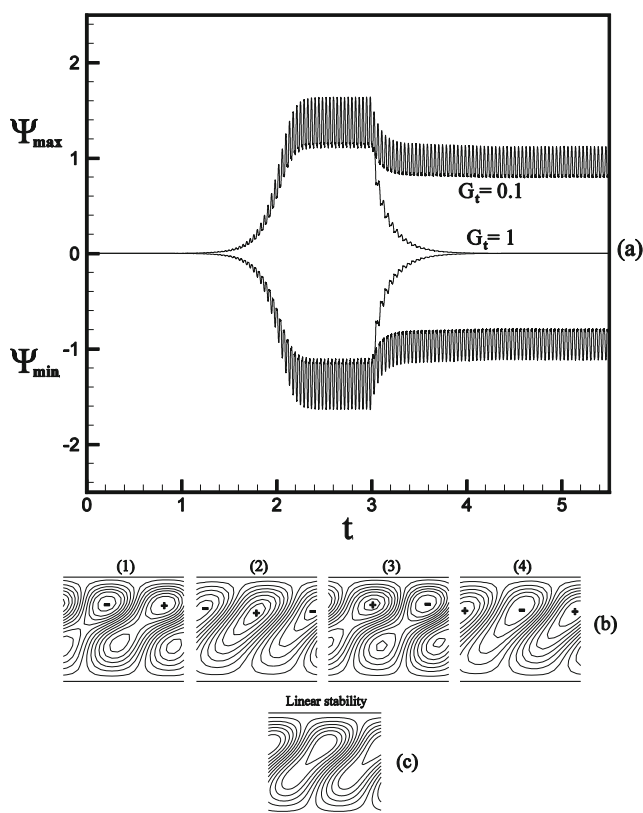 2
Ψmax
1
Gt= 0.1
Gt= 1
0
(a)
-1
Ψmin
-2
0 1 2 3 4 5
t
(1) (2) (3) (4)
- + - + - + - + - +
(b)
Linear stability
(c)